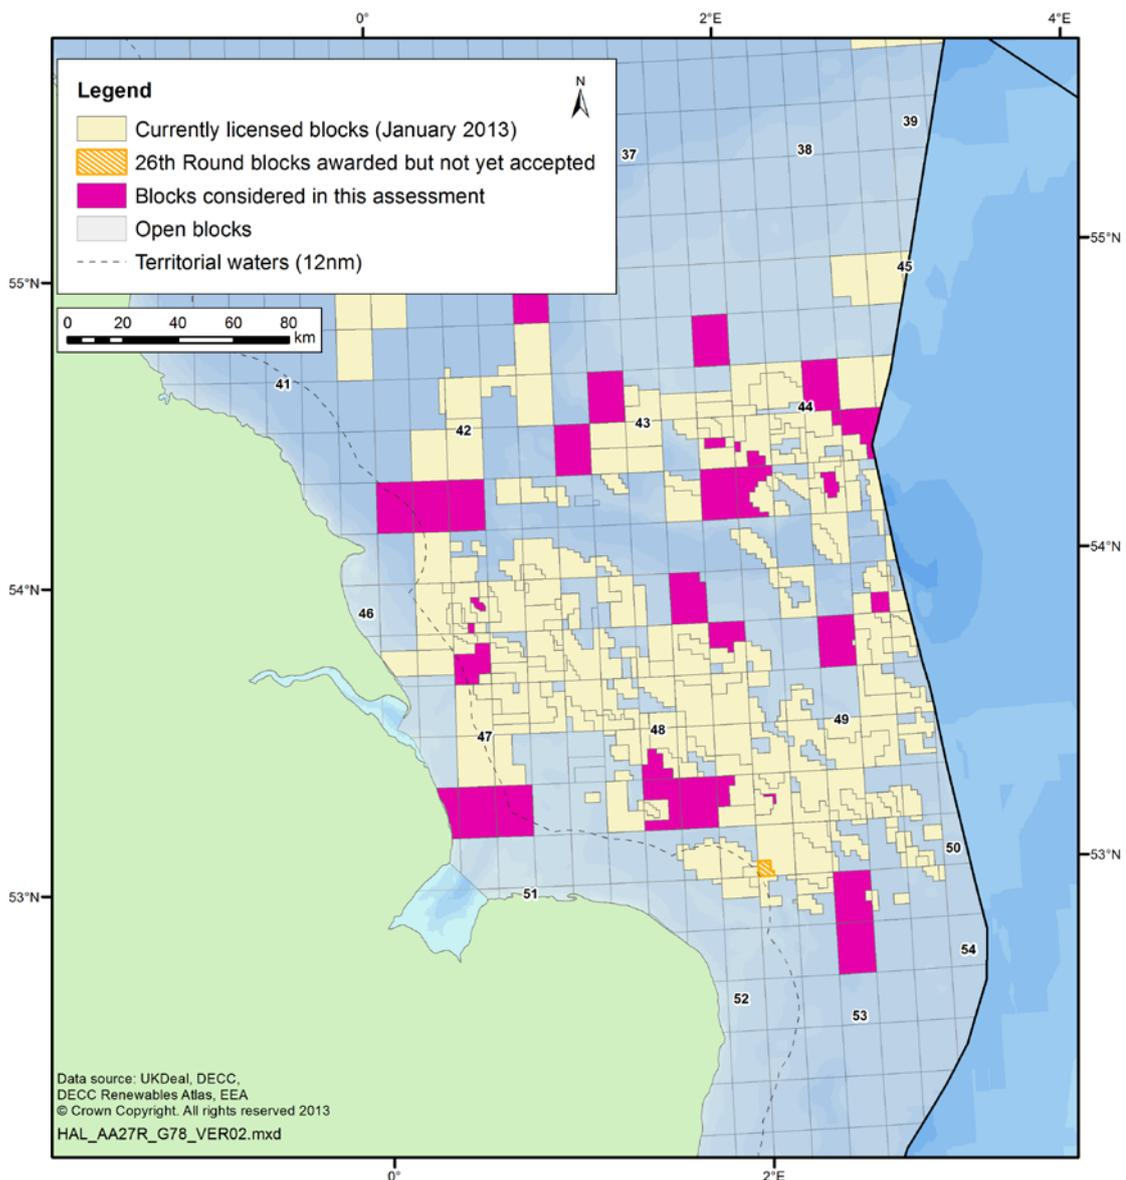 0°
2°E
4°E
Legend
N
Currently licensed blocks (January 2013)
26th Round blocks awarded but not yet accepted
Blocks considered in this assessment
Open blocks
Territorial waters (12nm)
39
38
37
55°N
45
55°N
0 20 40 60 80
km
41
44
43
42
54°N
54°N
46
49
48
47
50
53°N
53°N
51
54
52
53
Data source: UKDeal, DECC,
DECC Renewables Atlas, EEA
© Crown Copyright. All rights reserved 2013
HAL_AA27R_G78_VER02.mxd
0°
2°E